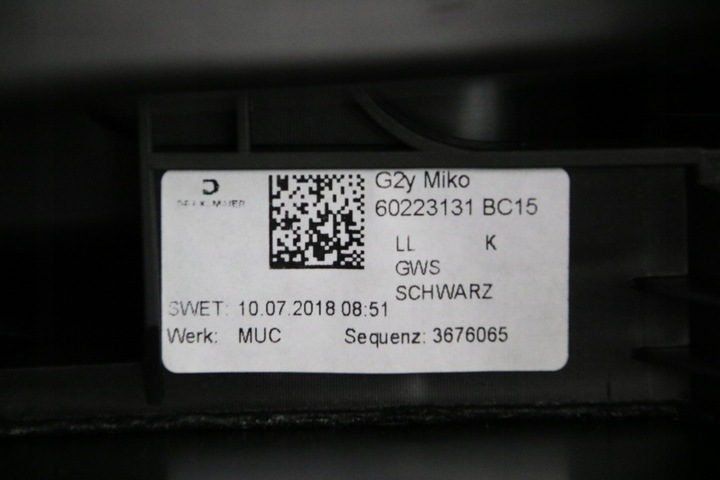 G2y Miko
60223131 BC15
LL K
GWS
SCHWARZ
SWET: 10.07.2018 08:51
Werk: MUC Sequenz: 3676065